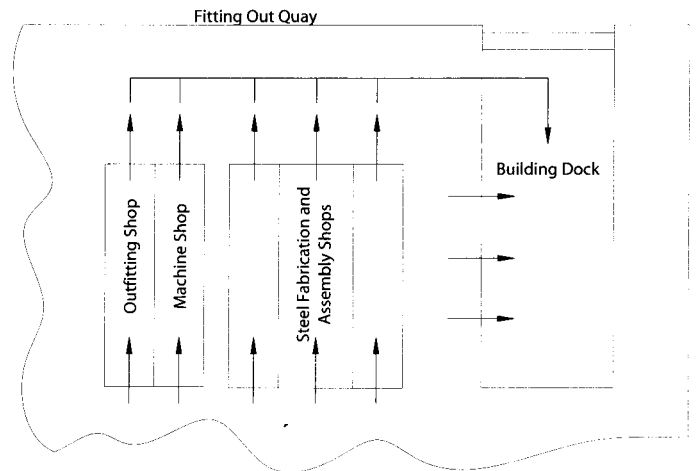 Fitting Out Quay
Building Dock
Outfitting Shop
Machine Shop
Steel Fabrication and
Assembly Shops